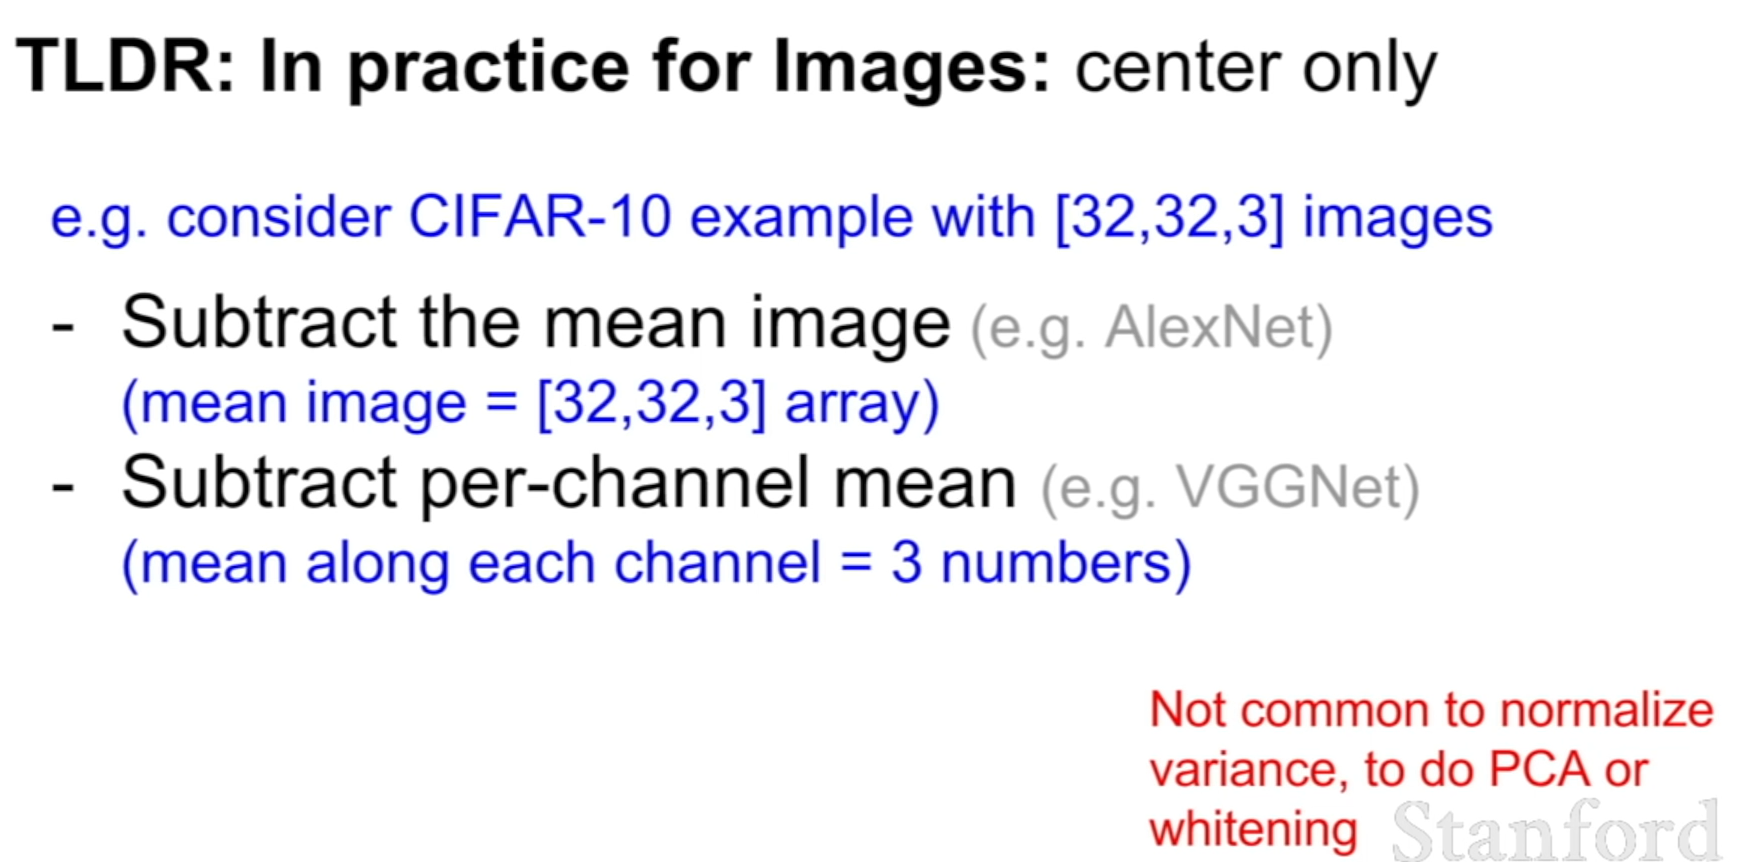 TLDR: In practice for Images: center only
e.g. consider CIFAR-10 example with [32,32,3] images
- Subtract the mean image (e.g. AlexNet)
(mean image = [32,32,3] array)
- Subtract per-channel mean (e.g. VGGNet)
(mean along each channel = 3 numbers)
Not common to normalize
variance, to do PCA or
whitening
Stanford